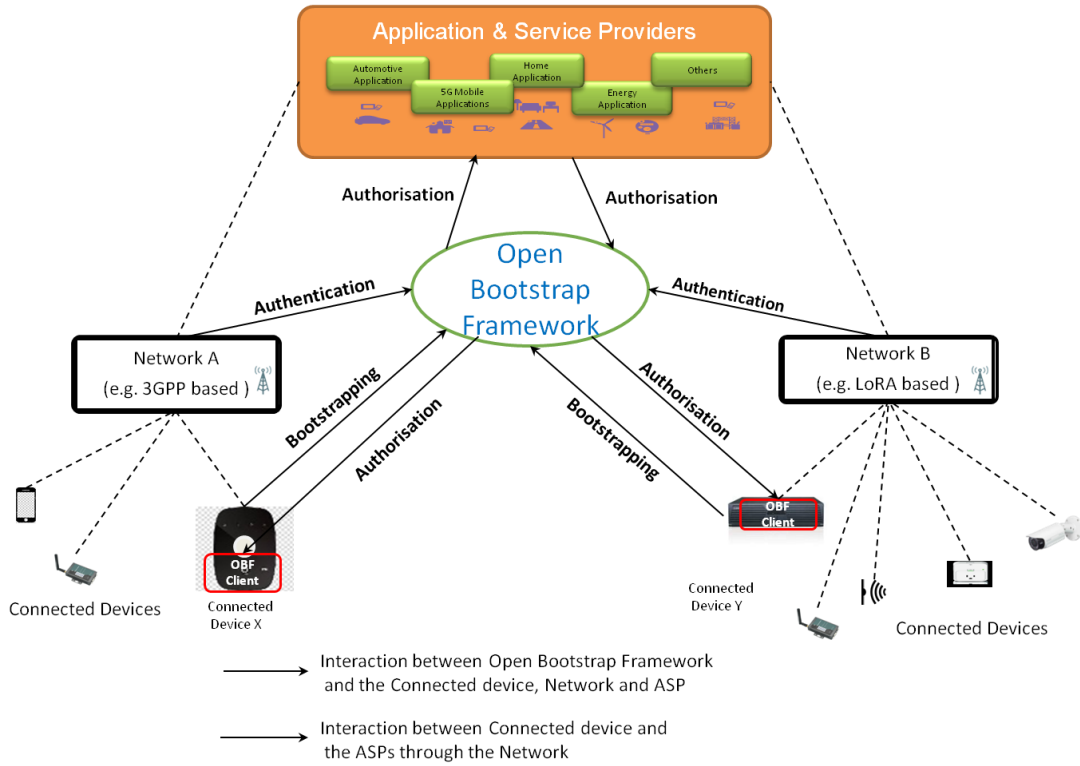 Application & Service Providers
Automotive
Application
5G Mobile
Applications
Home
Application
Energy
Application
Others
Authorisation
Authorisation
Open
Bootstrap
Framework
Authentication
Authentication
Network A
(e.g. 3GPP based )
Network B
(e.g. LoRA based )
Bootstrapping
Authorisation
Authorisation
Bootstrapping
OBF
Client
OBF
Client
Connected Devices
Connected
Device X
Connected
Device Y
Connected Devices
Interaction between Open Bootstrap Framework
and the Connected device, Network and ASP
Interaction between Connected device and
the ASPs through the Network